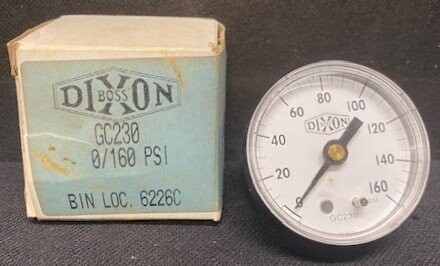 DIXON
BOSS
GC230
0/160 PSI
BIN LOC. 6226C
0
20
40
60
80
100
120
160
DIXON
GC230